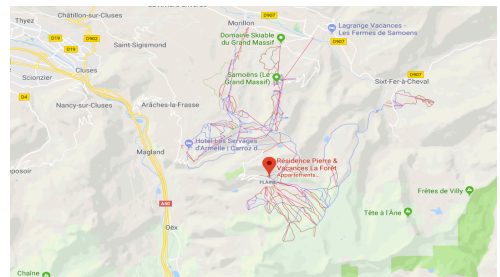 Thyez
Châtillon-sur-Cluses
Morillon
D907
D19
D902
Domaine Skiable
du Grand Massif
Lagrange Vacances -
Les Fermes de Samoens
D907
Saint-Sigismond
D19
Cluses
Scionzier
Samoëns (Le
Grand Massif)
Sixt-Fer-à-Cheval
D907
D4
Nancy-sur-Cluses
Arâches-la-Frasse
Magland
Hotel Les Servages
d'Armelle | Carroz d...
Résidence Pierre &
Vacances La Forêt
Appartements...
FLAINE
Frêtes de Villy
Tête à l'Âne
A40
Oëx
Chaîne